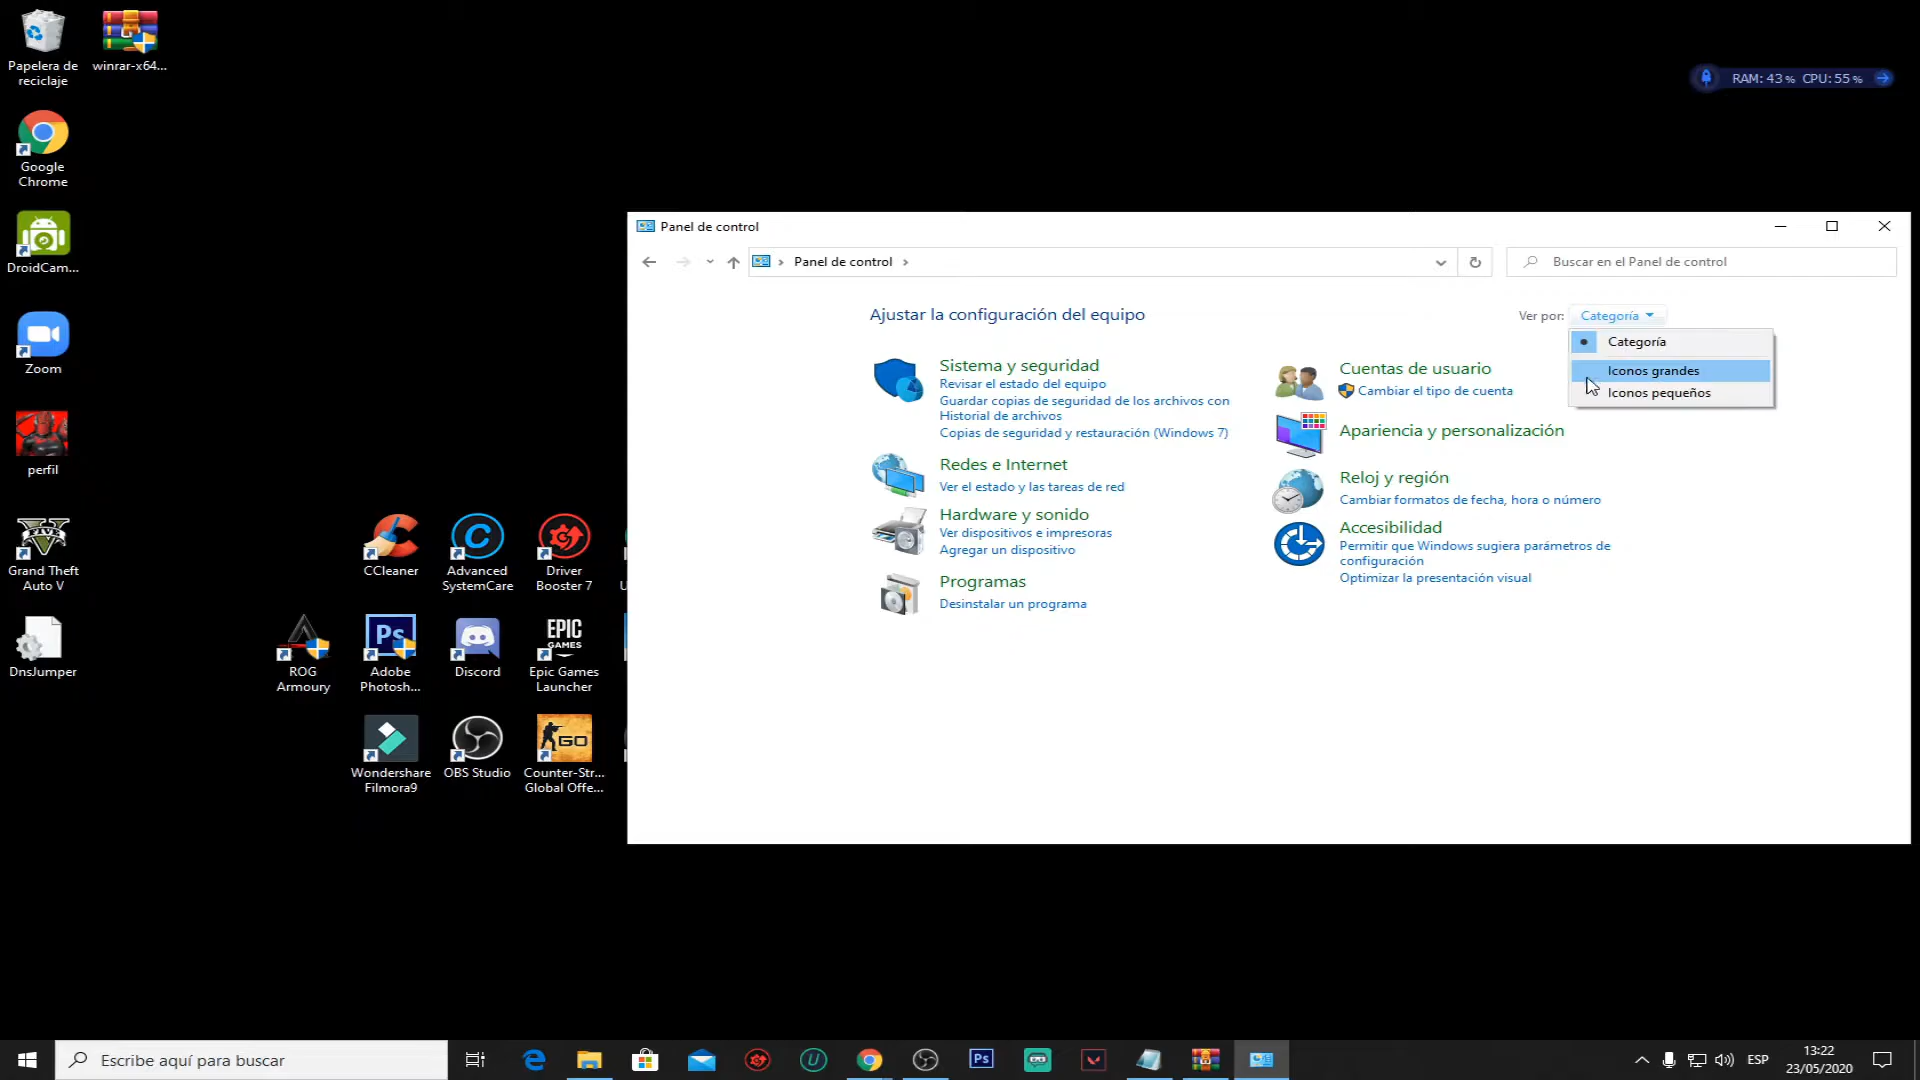 Papelera de
reciclaje
winrar-x64...
Google
Chrome
DroidCam...
Zoom
perfil
Grand Theft
Auto V
DnsJumper
CCleaner
Advanced
SystemCare
Driver
Booster 7
ROG
Armoury
Adobe
Photosh...
Discord
EPIC
GAMES
Epic Games
Launcher
Wondershare
Filmora9
OBS Studio
GO
Counter-Str...
Global Offe...
RAM: 43 % CPU: 55 %
Panel de control
Panel de control
Buscar en el Panel de control
Ajustar la configuración del equipo
Ver por: Categoría
Categoría
Iconos grandes
Iconos pequeños
Sistema y seguridad
Revisar el estado del equipo
Guardar copias de seguridad de los archivos con
Historial de archivos
Copias de seguridad y restauración (Windows 7)
Redes e Internet
Ver el estado y las tareas de red
Hardware y sonido
Ver dispositivos e impresoras
Agregar un dispositivo
Programas
Desinstalar un programa
Cuentas de usuario
Cambiar el tipo de cuenta
Apariencia y personalización
Reloj y región
Cambiar formatos de fecha, hora o número
Accesibilidad
Permitir que Windows sugiera parámetros de
configuración
Optimizar la presentación visual
Escribe aquí para buscar
Ps
ESP
13:22
23/05/2020